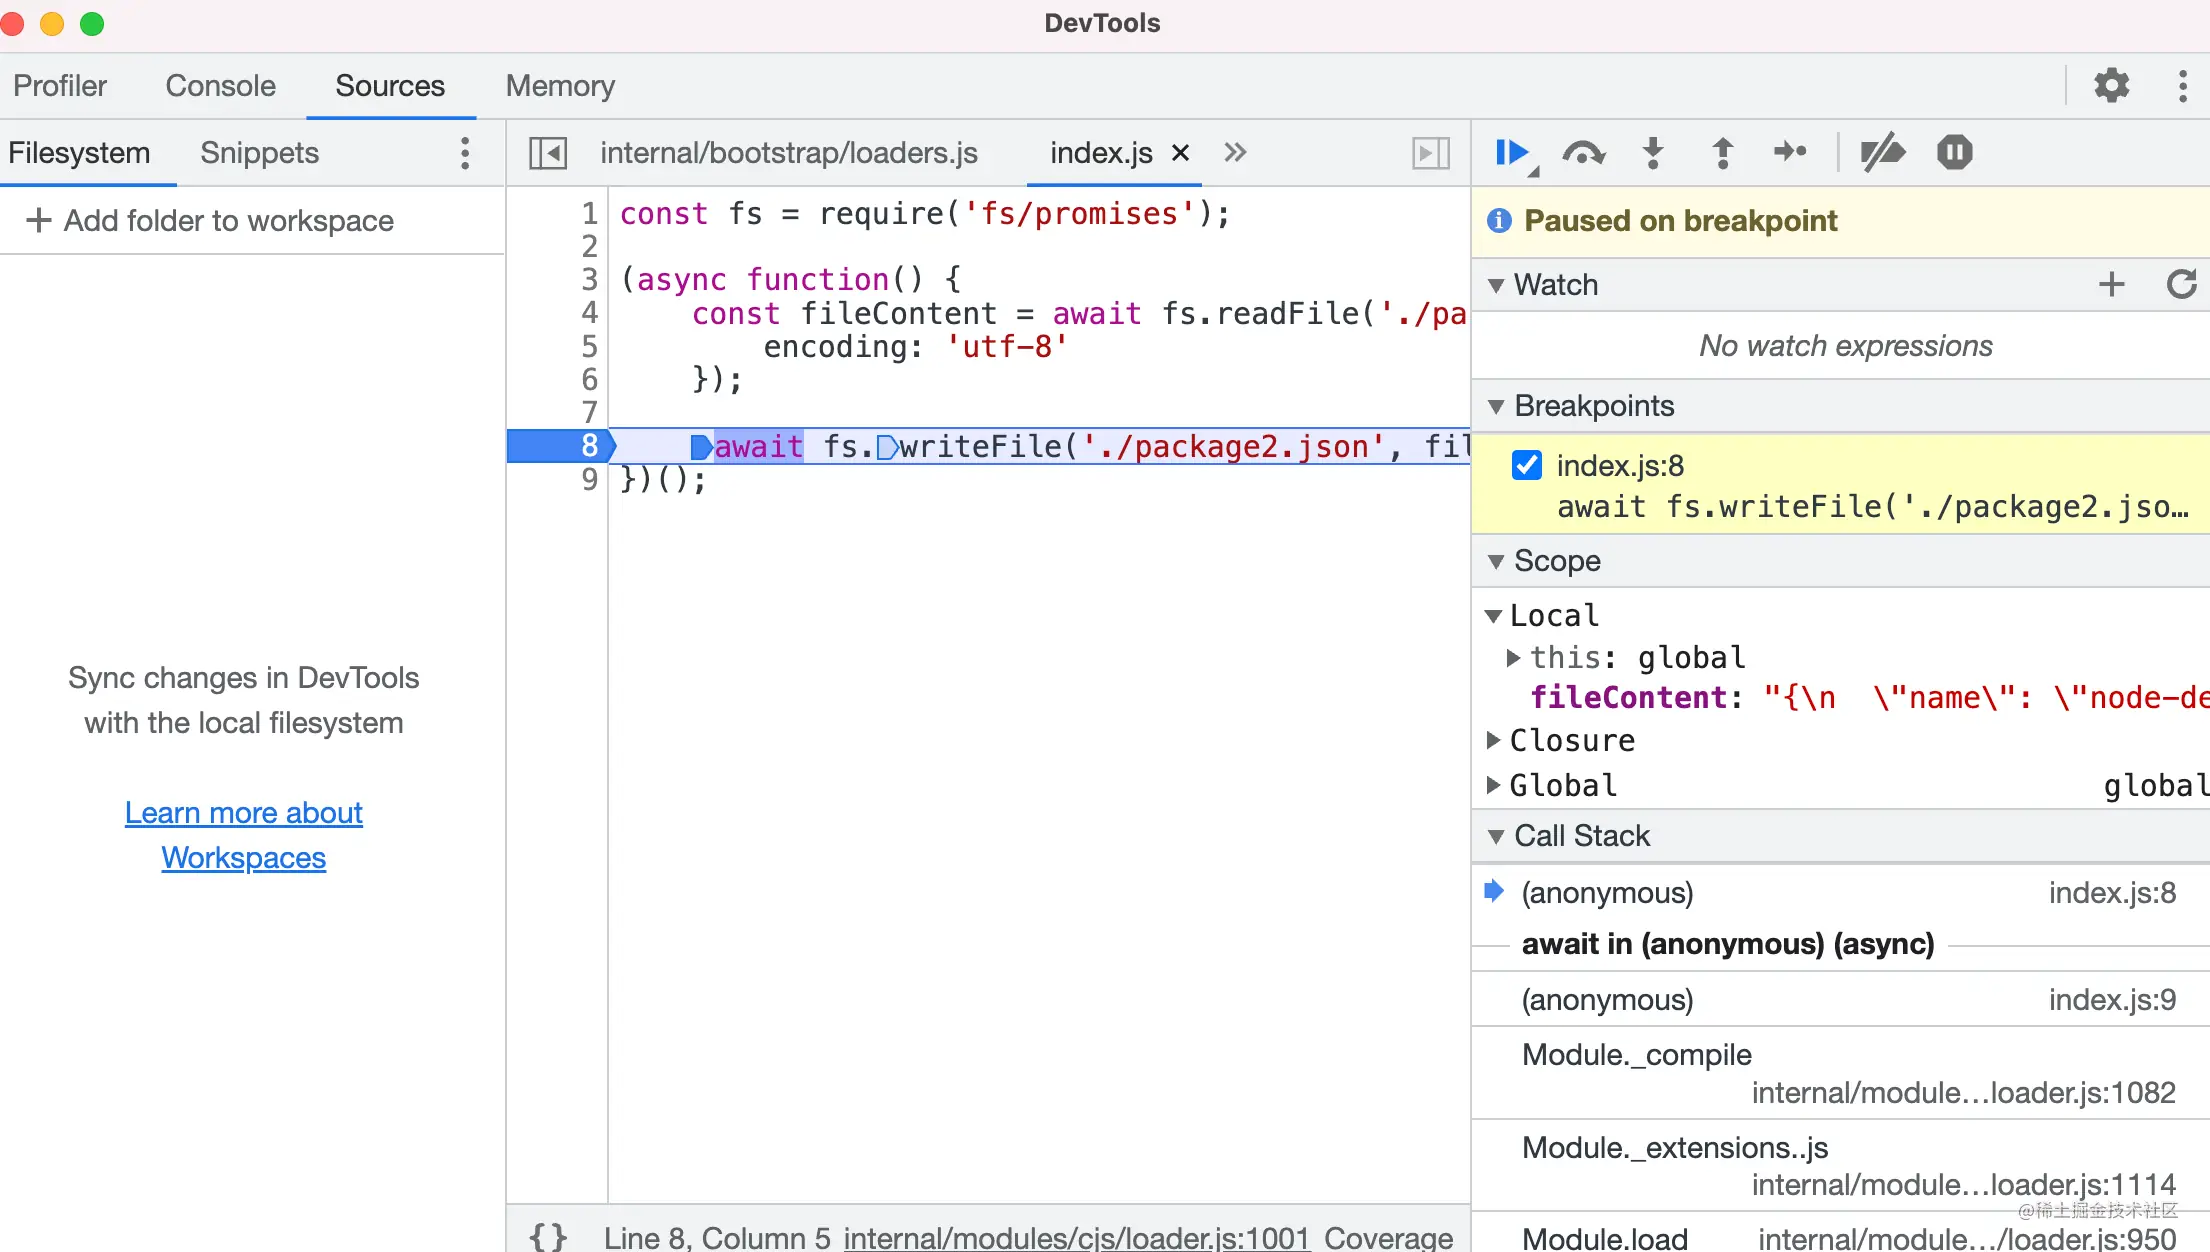 DevTools
Profiler Console Sources Memory
Filesystem Snippets
+ Add folder to workspace
Sync changes in DevTools
with the local filesystem
Learn more about
Workspaces
internal/bootstrap/loaders.js index.js × »
1 const fs = require('fs/promises');
2
3 (async function() {
4 const fileContent = await fs.readFile('./pa
5 encoding: 'utf-8'
6 });
7
8 await fs.writeFile('./package2.json', fil
9 })();
{} Line 8, Column 5 internal/modules/cjs/loader.js:1001 Coverage
Paused on breakpoint
Watch
No watch expressions
Breakpoints
index.js:8
await fs.writeFile('./package2.jso…
Scope
Local
this: global
fileContent: "{\n \"name\": \"node-de
Closure
Global global
Call Stack
(anonymous) index.js:8
await in (anonymous) (async)
(anonymous) index.js:9
Module._compile
internal/module…loader.js:1082
Module._extensions..js
internal/module…loader.js:1114
@稀土掘金技术社区
Module.load internal/module…/loader.js:950